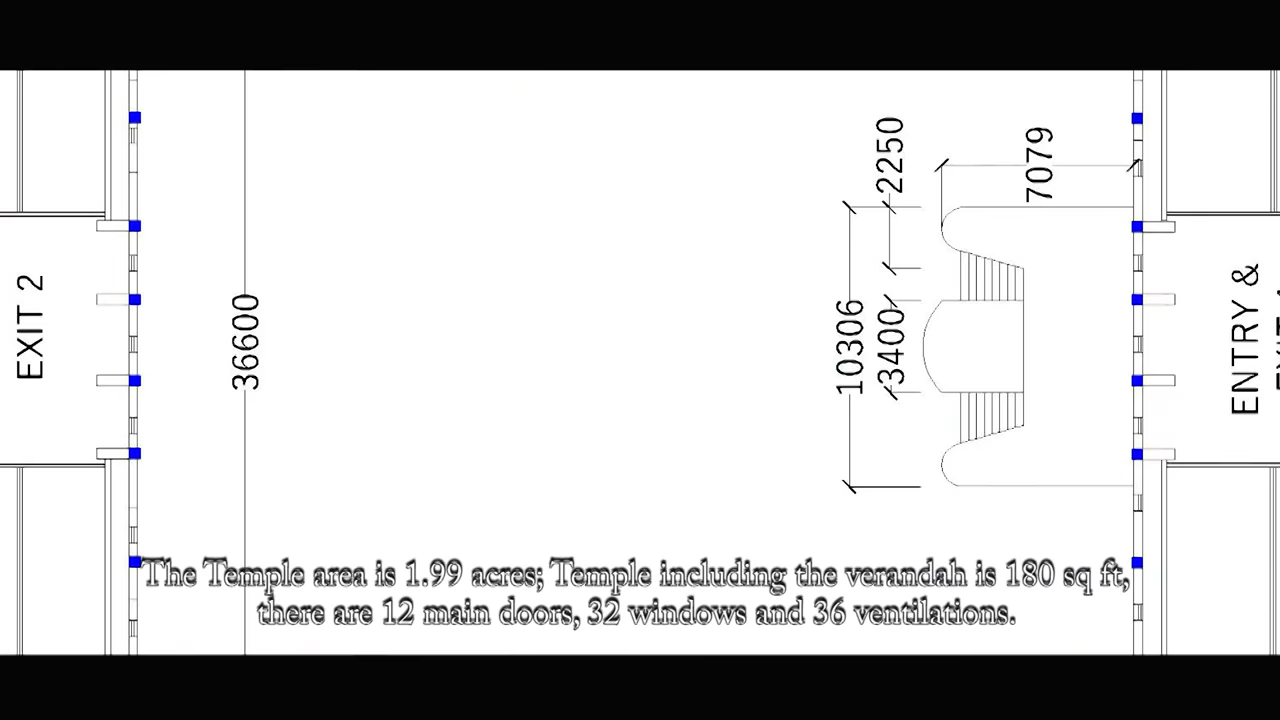 2250
7079
EXIT 2
36600
10306
3400
ENTRY &
The Temple area is 1.99 acres; Temple including the verandah is 180 sq ft,
there are 12 main doors, 32 windows and 36 ventilations.